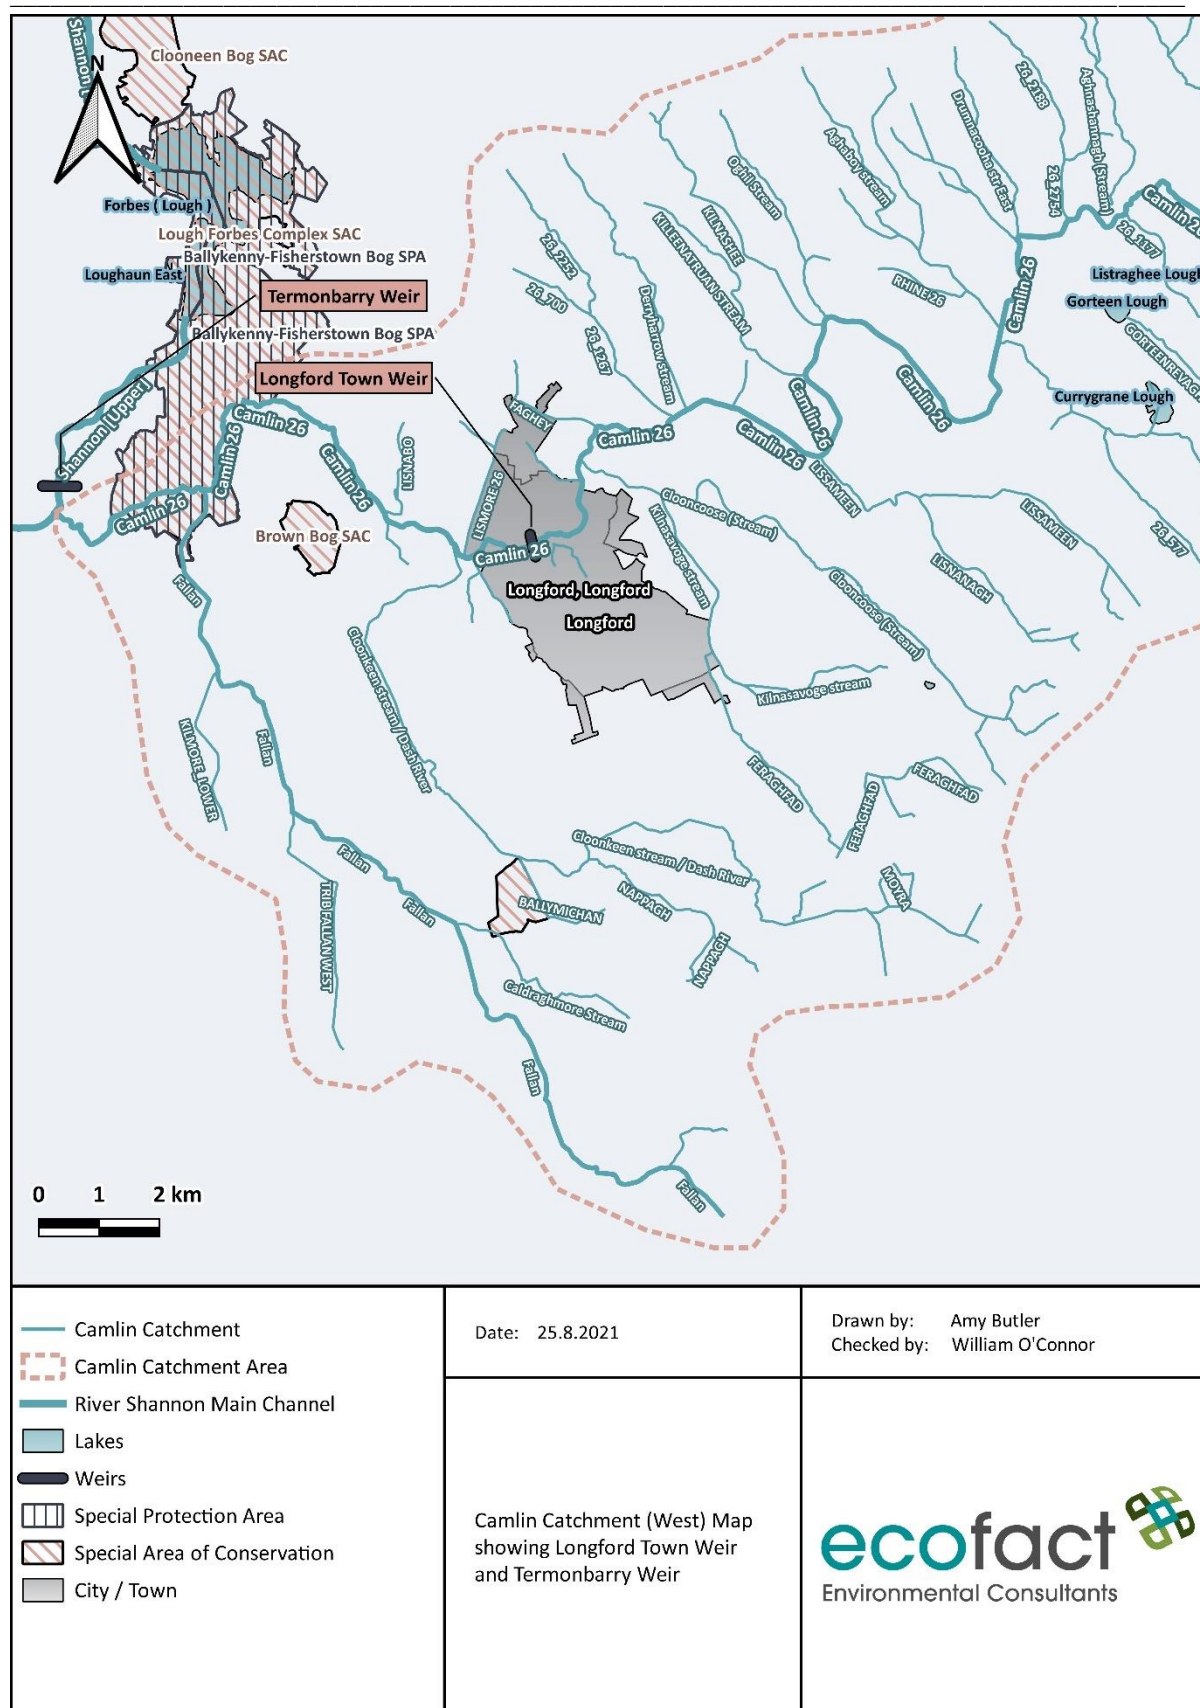 Shannon [
Clooneen Bog SAC
N
Forbes ( Lough )
Lough Forbes Complex SAC
Ballykenny-Fisherstown Bog SPA
Loughaun East
Termonbarry Weir
Ballykenny-Fisherstown Bog SPA
Longford Town Weir
Shannon [Upper]
Camlin 26
Camlin 26
Camlin 26
Camlin 26
Brown Bog SAC
LISNABO
LISMORE 26
FAGHEY
Camlin 26
Longford, Longford
Longford
26_2252
26_700
26_1267
Derryharrow stream
KILLEENATRUAN STREAM
KILNASHEE
Oghil Stream
Aghaboy stream
RHINE 26
Drumnacooha str East
26_2188
26_2754
Aghnashannagh (Stream)
Camlin 26
26_1177
Listraghee Lough
Gorteen Lough
GORTEENREVAGH
Currygrane Lough
Camlin 26
Camlin 26
Camlin 26
Camlin 26
Camlin 26
LISSAMEEN
LISSAMEEN
LISNANAGH
26_577
Clooncoose (Stream)
Clooncoose (Stream)
Kilnasavoge stream
Kilnasavoge stream
FERAGHFAD
FERAGHFAD
FERAGHFAD
Fallan
Cloonkeen stream / Dash River
KILMORE_LOWER
Fallan
Fallan
Fallan
TRIB FALLAN WEST
Cloonkeen stream / Dash River
NAPPAGH
NAPPAGH
MOYRA
BALLYMICHAN
Caldraghmore Stream
Fallan
Fallan
0 1 2 km
Camlin Catchment
Camlin Catchment Area
River Shannon Main Channel
Lakes
Weirs
Special Protection Area
Special Area of Conservation
City / Town
Date: 25.8.2021
Camlin Catchment (West) Map
showing Longford Town Weir
and Termonbarry Weir
Drawn by: Amy Butler
Checked by: William O'Connor
ecofact
Environmental Consultants